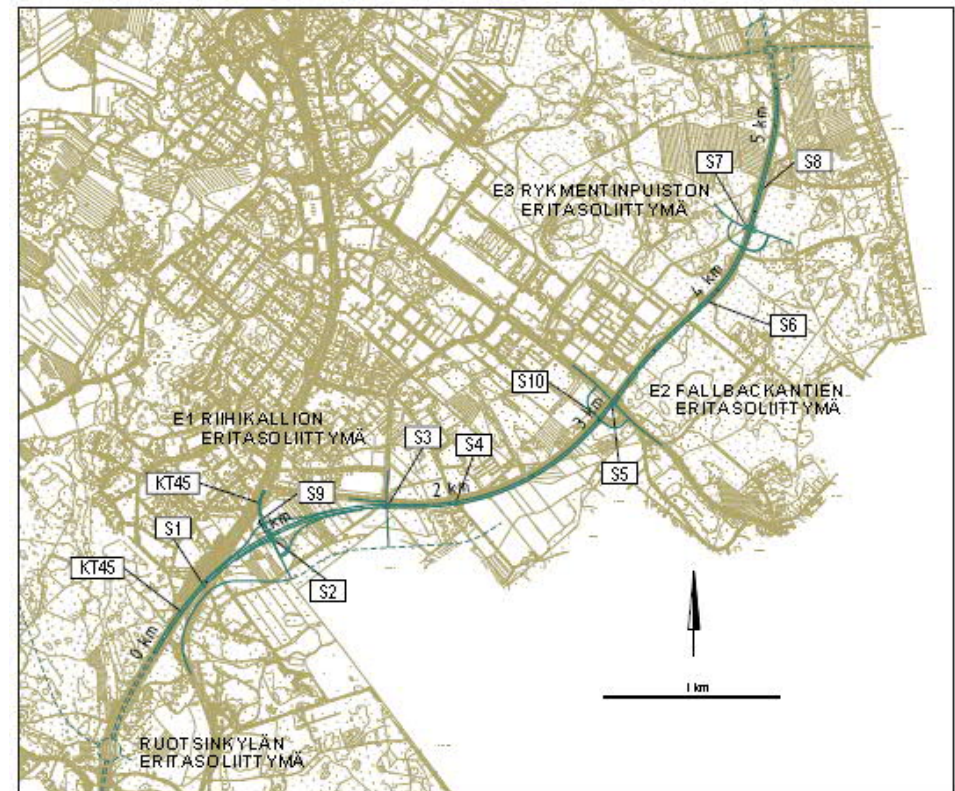 5 km
S7
S8
E3 RYKMENTINPUISTON
ERITASOLIITTYMÄ
4 km
S6
S10
E2 FALLBACKANTIEN
ERITASOLIITTYMÄ
3 km
E1 RIIHIKALLION
ERITASOLIITTYMÄ
S3
S4
S5
KT45
S9
2 km
1 km
S1
KT45
S2
0 km
1 km
RUOTSINKYLÄN
ERITASOLIITTYMÄ